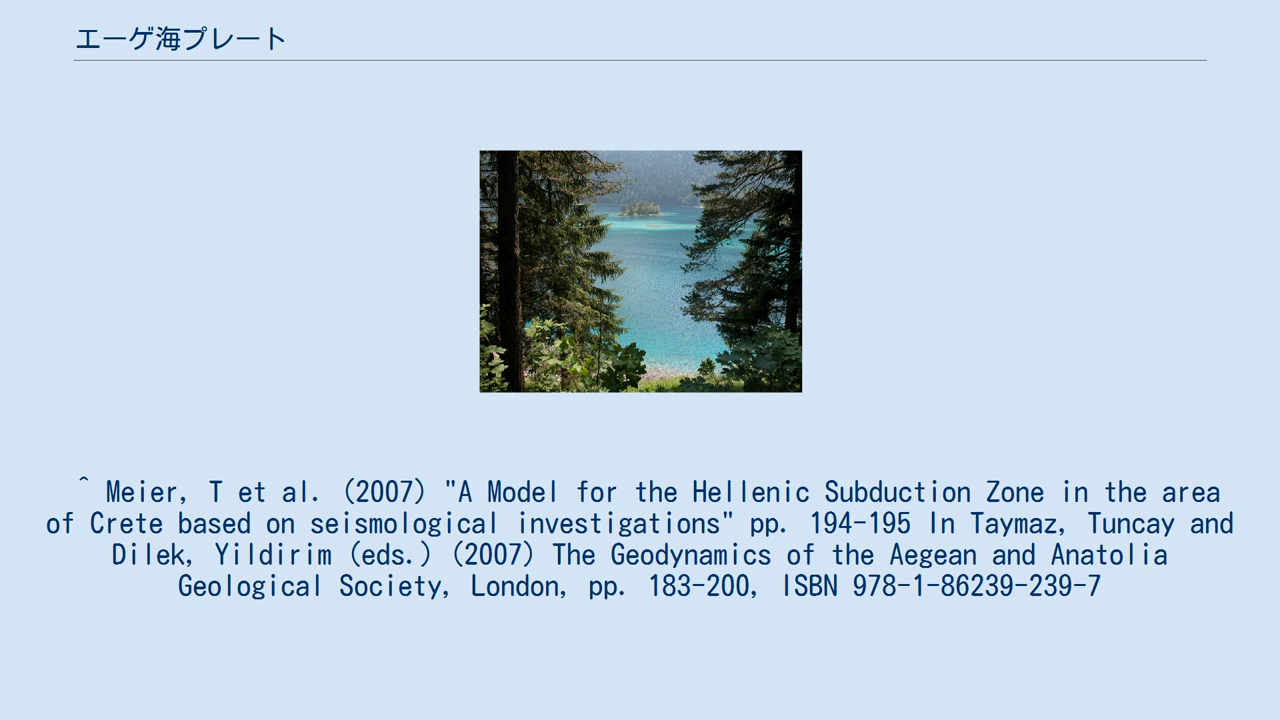 エーゲ海プレート
^ Meier, T et al. (2007) "A Model for the Hellenic Subduction Zone in the area
of Crete based on seismological investigations" pp. 194-195 In Taymaz, Tuncay and
Dilek, Yildirim (eds.) (2007) The Geodynamics of the Aegean and Anatolia
Geological Society, London, pp. 183-200, ISBN 978-1-86239-239-7